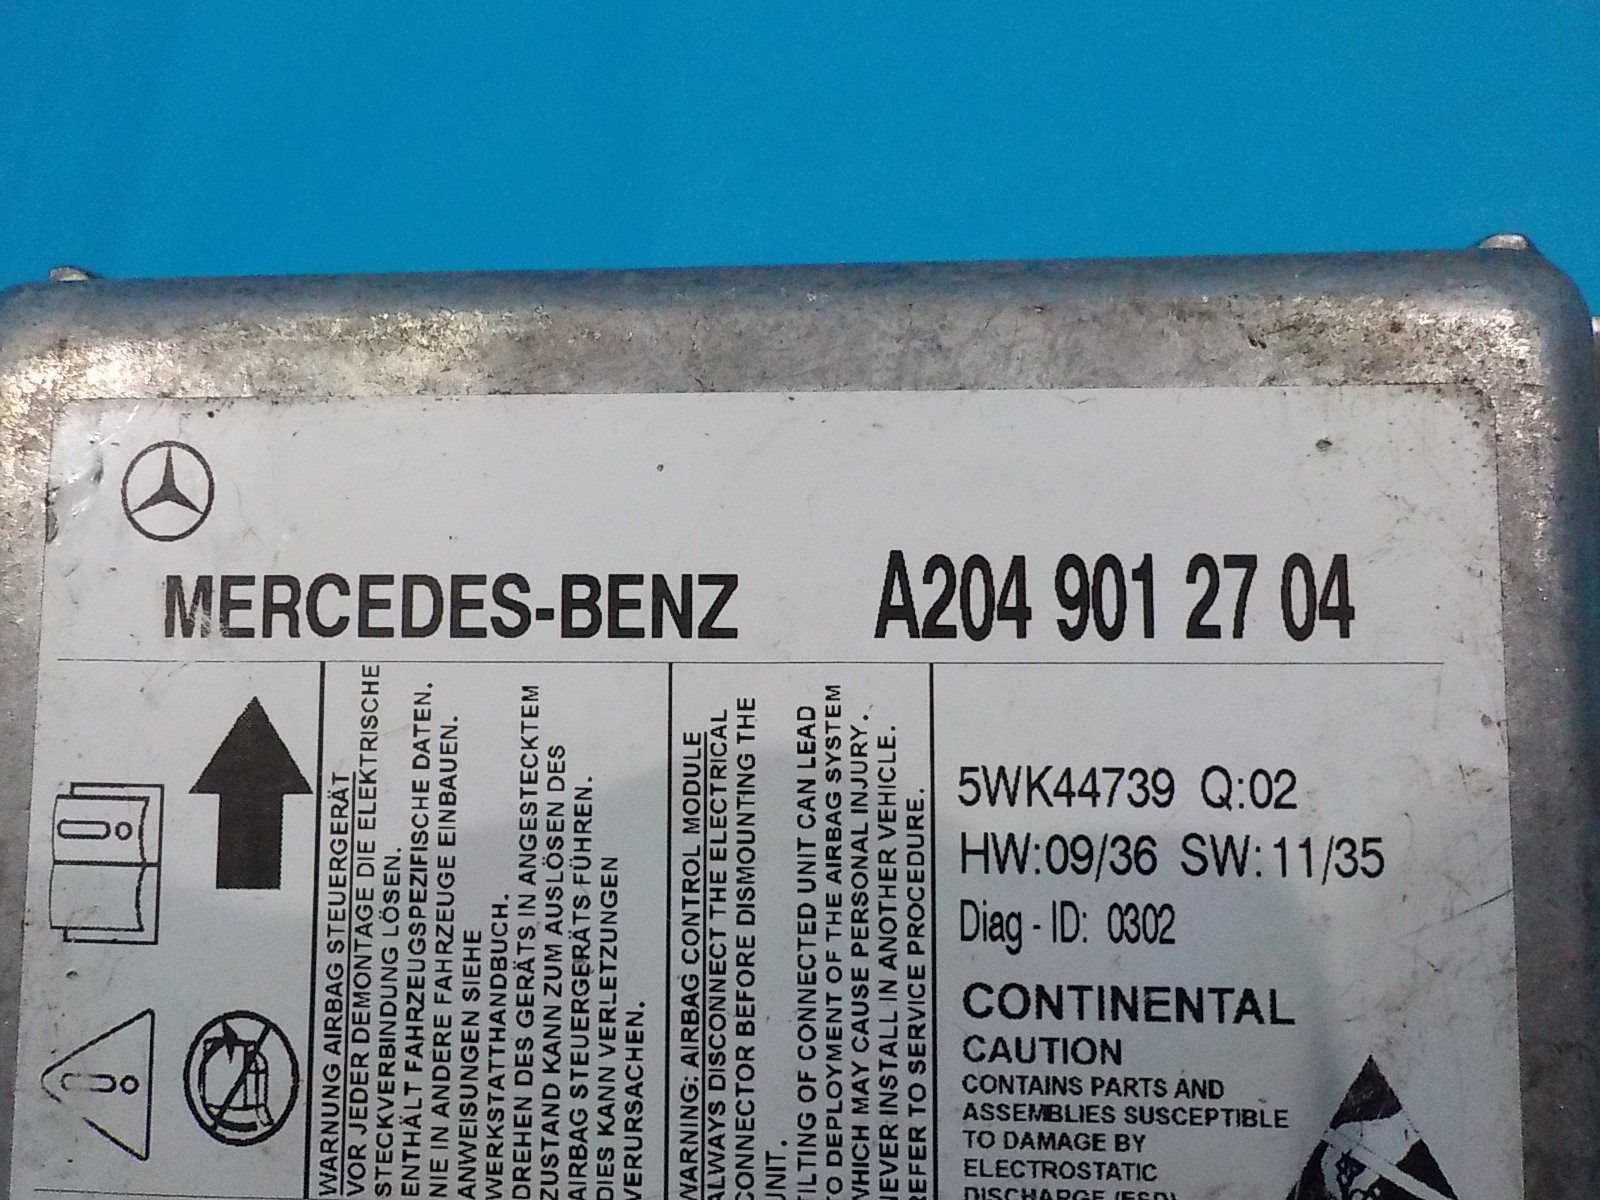 MERCEDES-BENZ A204 901 27 04
WARNUNG AIRBAG STEUERGERÄT
VOR JEDER DEMONTAGE DIE ELEKTRISCHE
STECKVERBINDUNG LÖSEN.
ENTHÄLT FAHRZEUGSPEZIFISCHE DATEN.
NIE IN ANDERE FAHRZEUGE EINBAUEN.
ANWEISUNGEN SIEHE
WERKSTATTHANDBUCH.
DREHEN DES GERÄTS IN ANGESTECKTEM
ZUSTAND KANN ZUM AUSLÖSEN DES
AIRBAG STEUERGERÄTS FÜHREN.
DIES KANN VERLETZUNGEN
VERURSACHEN.
WARNING: AIRBAG CONTROL MODULE
ALWAYS DISCONNECT THE ELECTRICAL
CONNECTOR BEFORE DISMOUNTING THE
UNIT.
TILTING OF CONNECTED UNIT CAN LEAD
TO DEPLOYMENT OF THE AIRBAG SYSTEM
WHICH MAY CAUSE PERSONAL INJURY.
NEVER INSTALL IN ANOTHER VEHICLE.
REFER TO SERVICE PROCEDURE.
5WK44739 Q:02
HW:09/36 SW:11/35
Diag - ID: 0302
CONTINENTAL
CAUTION
CONTAINS PARTS AND
ASSEMBLIES SUSCEPTIBLE
TO DAMAGE BY
ELECTROSTATIC
DISCHARGE (ESD)